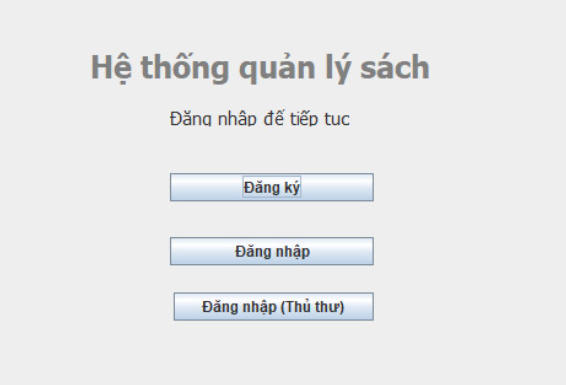 Hệ thống quản lý sách
Đăng nhập để tiếp tục
Đăng ký
Đăng nhập
Đăng nhập (Thủ thư)